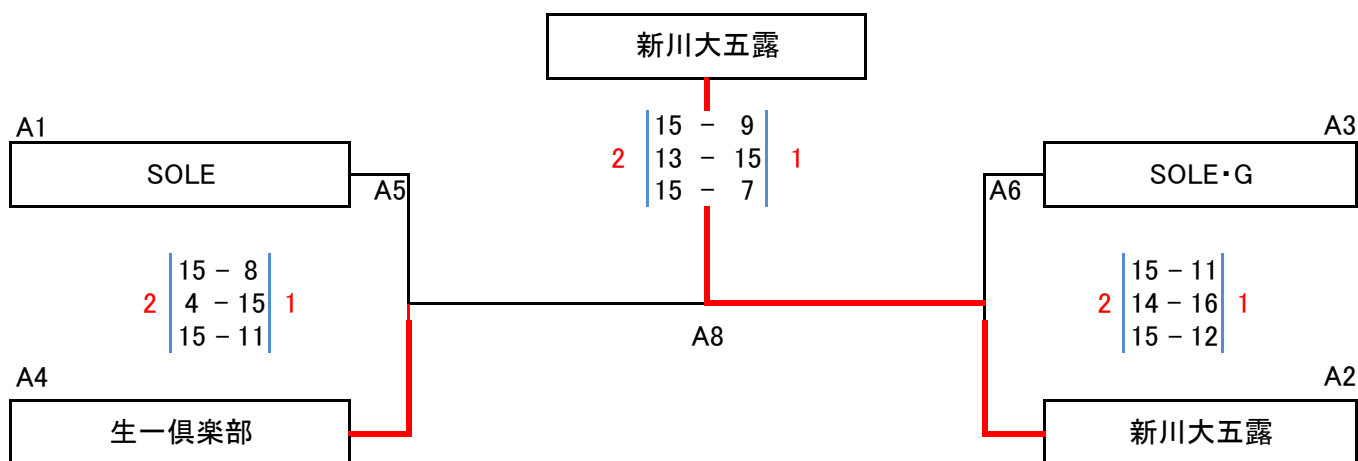 新川大五露
15 - 9
2 13 - 15 1
15 - 7
A1
SOLE
A5
A3
SOLE・G
A6
15 - 8
2 4 - 15 1
15 - 11
15 - 11
2 14 - 16 1
15 - 12
A8
A4
生一倶楽部
A2
新川大五露